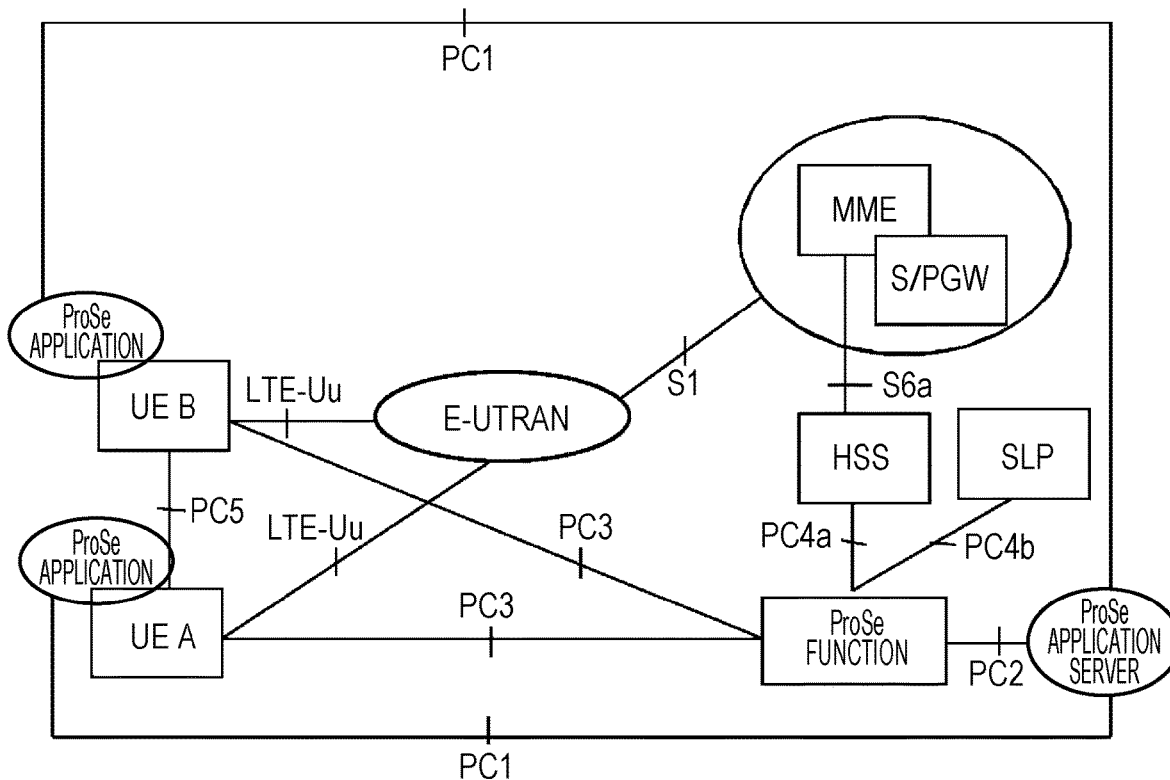 PC1
MME
S/PGW
ProSe
APPLICATION
UE B
LTE-Uu
E-UTRAN
S1
S6a
HSS
SLP
PC5
LTE-Uu
PC3
PC4a
PC4b
ProSe
APPLICATION
UE A
PC3
ProSe
FUNCTION
PC2
ProSe
APPLICATION
SERVER
PC1